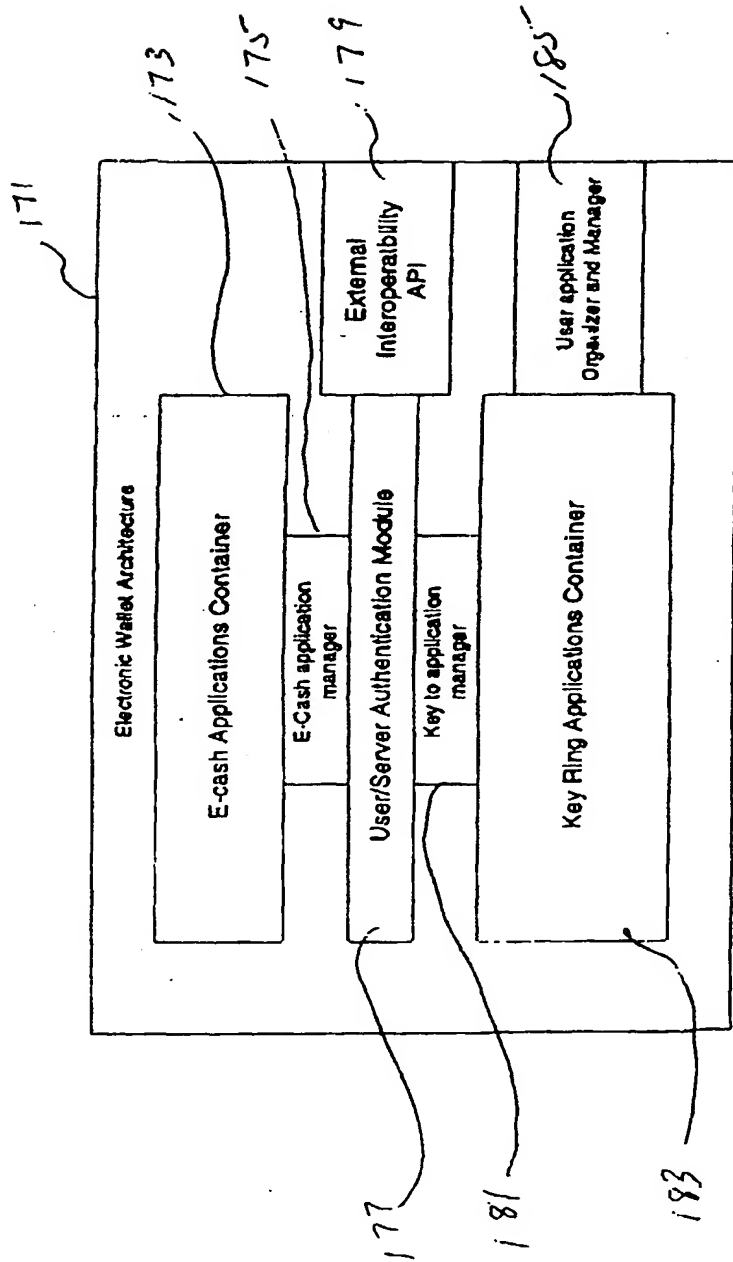 171
173
175
179
185
Electronic Wallet Architecture
E-cash Applications Container
E-Cash application
manager
User/Server Authentication Module
External
Interoperability
API
Key to application
manager
Key Ring Applications Container
User application
Organizer and Manager
177
181
183